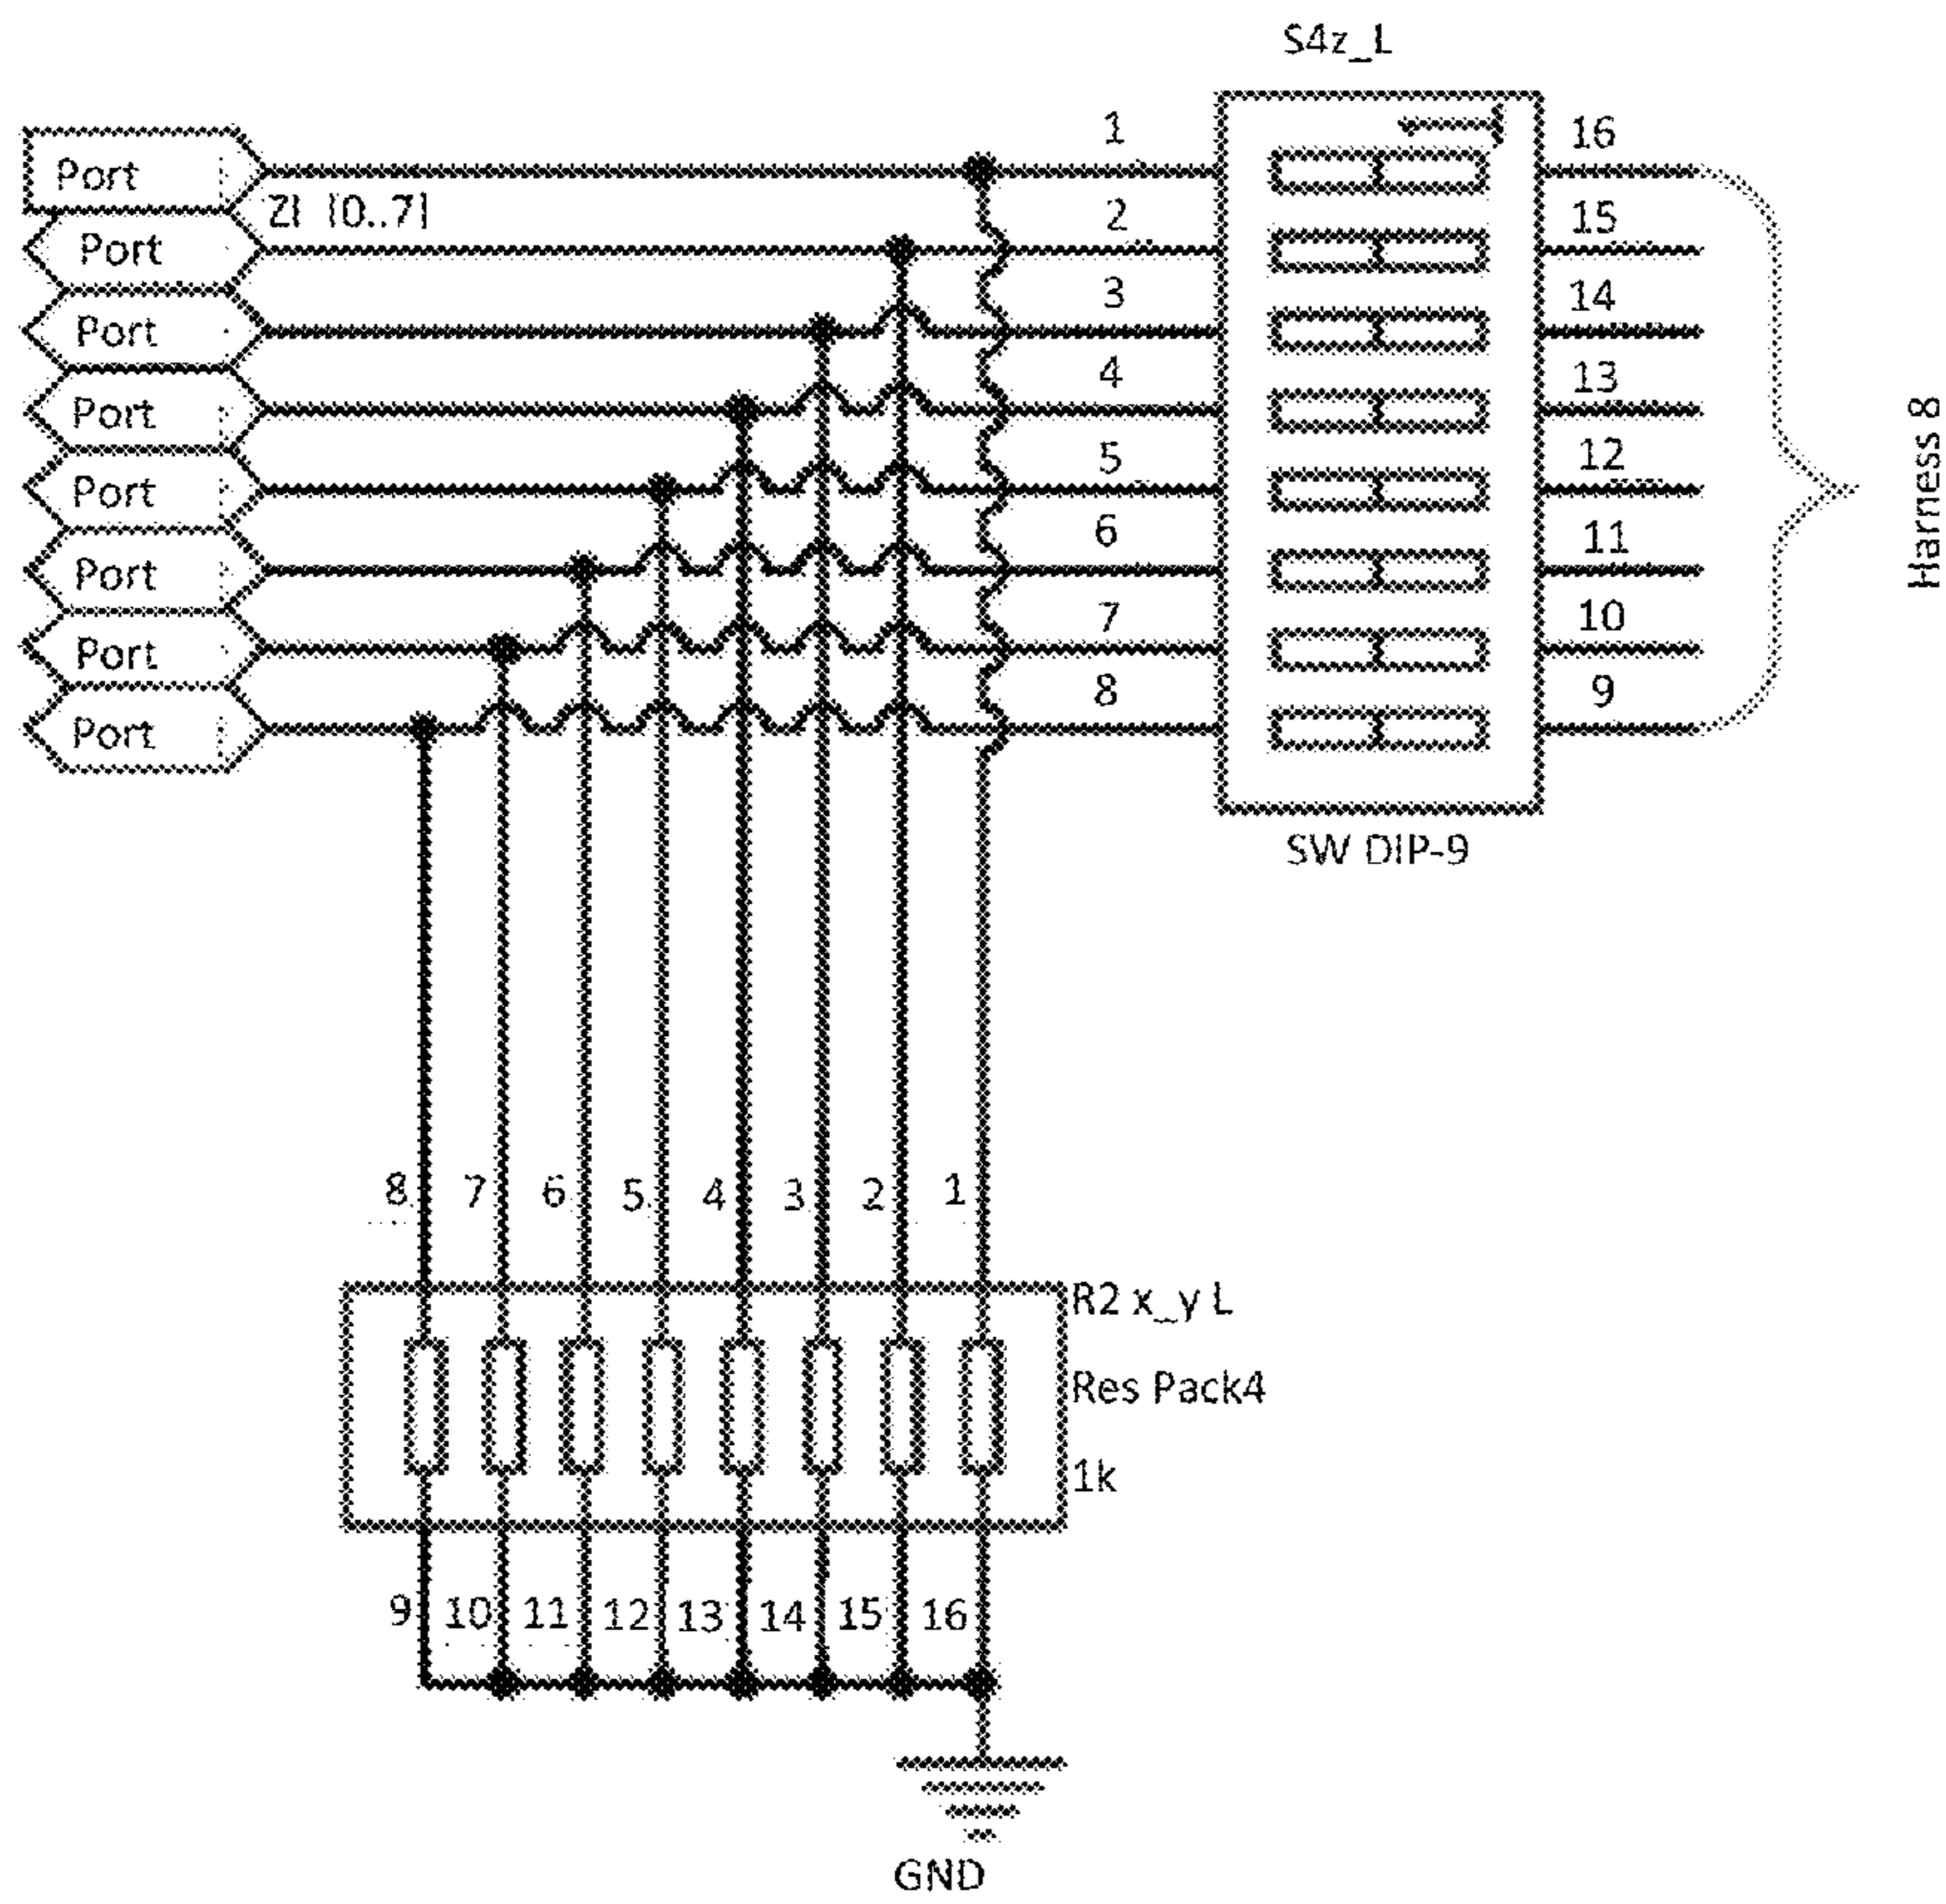 S4z_L
Port
Port
Port
Port
Port
Port
Port
Port
ZI [0..7]
1
2
3
4
5
6
7
8
16
15
14
13
12
11
10
9
Harness 8
SW DIP-9
8 7 6 5 4 3 2 1
R2 x_y L
Res Pack4
1k
9 10 11 12 13 14 15 16
GND